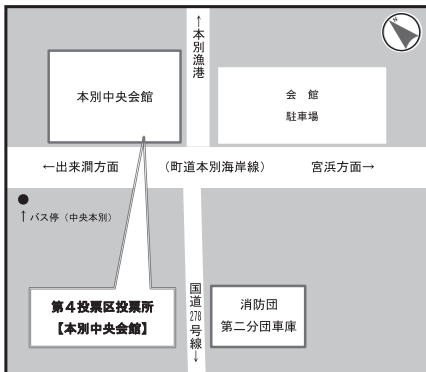 N
↑本別漁港
本別中央会館
会　館
駐車場
←出来澗方面　（町道本別海岸線）　宮浜方面→
↑バス停（中央本別）
第４投票区投票所
【本別中央会館】
国道278号線↓
消防団
第二分団車庫